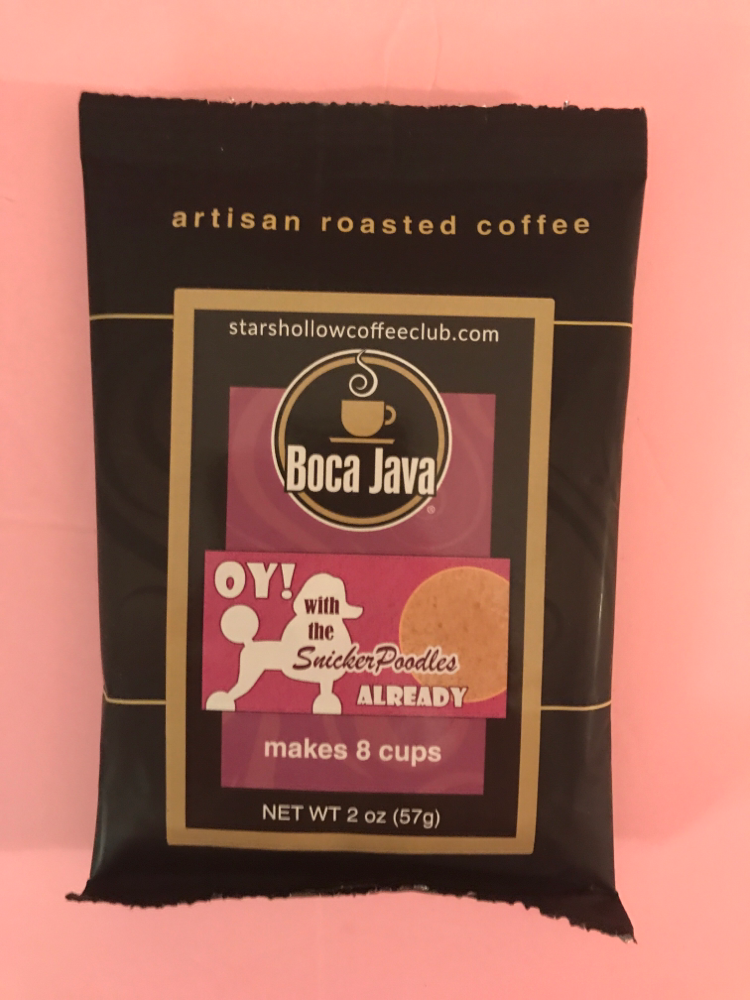 artisan roasted coffee
starshollowcoffeeclub.com
Boca Java®
OY!
with
the
SnickerPoodles
ALREADY
makes 8 cups
NET WT 2 oz (57g)